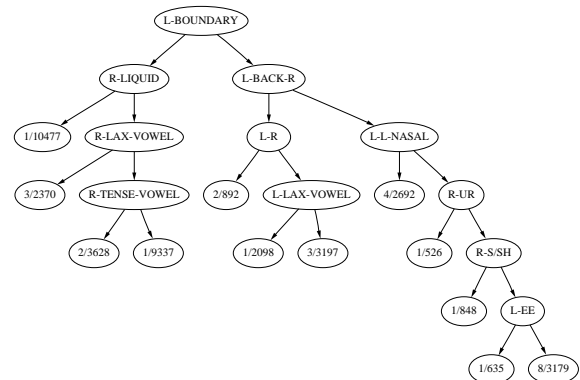 L-BOUNDARY
R-LIQUID L-BACK-R
1/10477 R-LAX-VOWEL L-R L-L-NASAL
3/2370 R-TENSE-VOWEL 2/892 L-LAX-VOWEL 4/2692 R-UR
2/3628 1/9337 1/2098 3/3197 1/526 R-S/SH
1/848 L-EE
1/635 8/3179